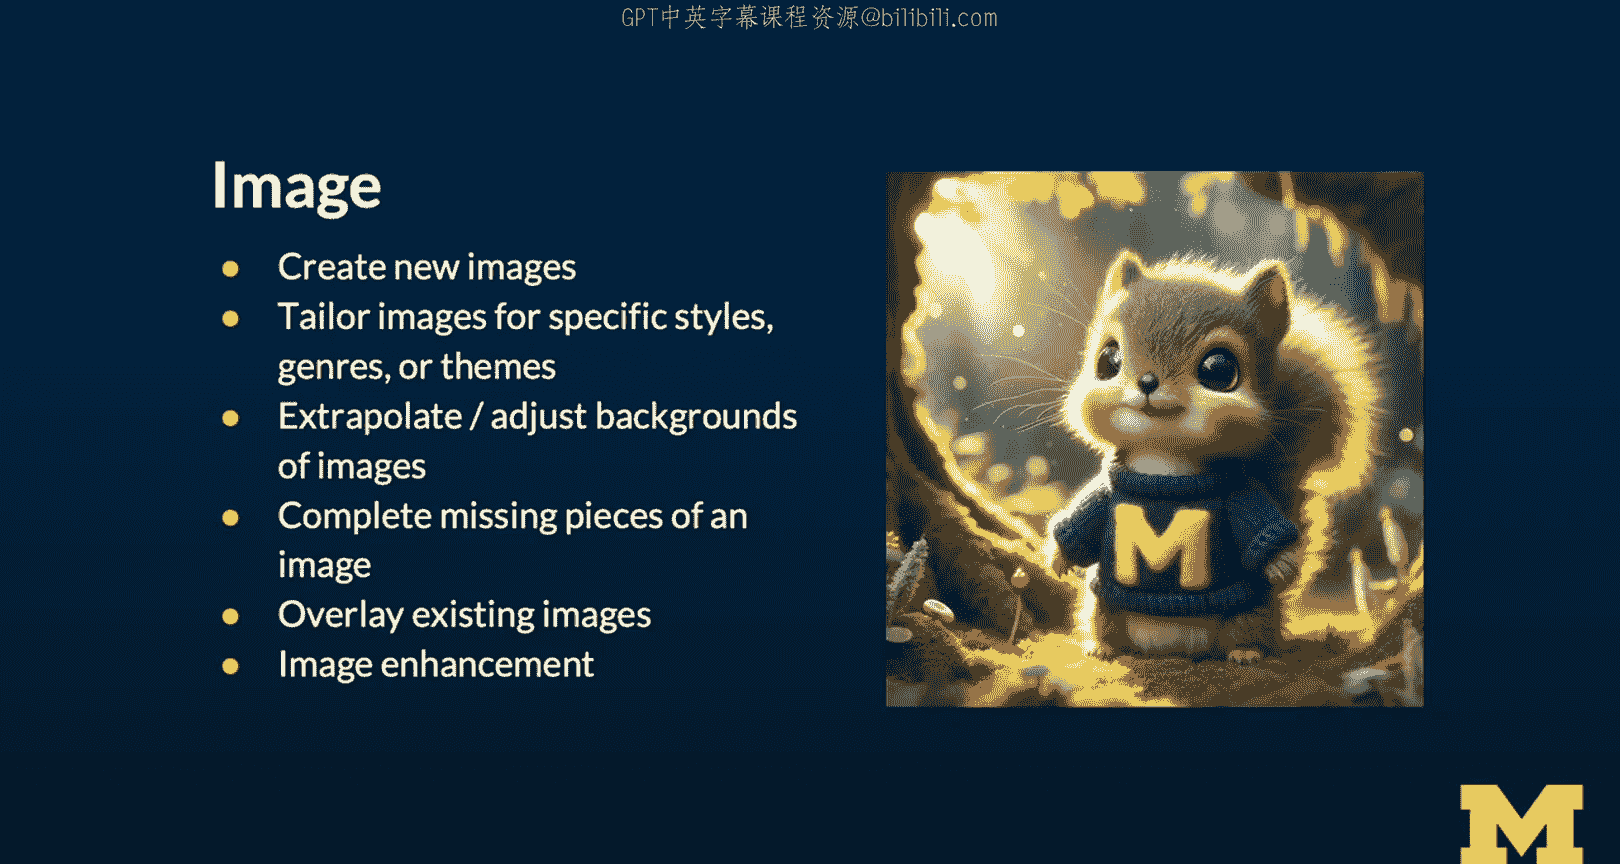 GPT中英字幕课程资源@bilibili.com
Image
● Create new images
● Tailor images for specific styles,
genres, or themes
● Extrapolate / adjust backgrounds
of images
● Complete missing pieces of an
image
● Overlay existing images
● Image enhancement
M
M